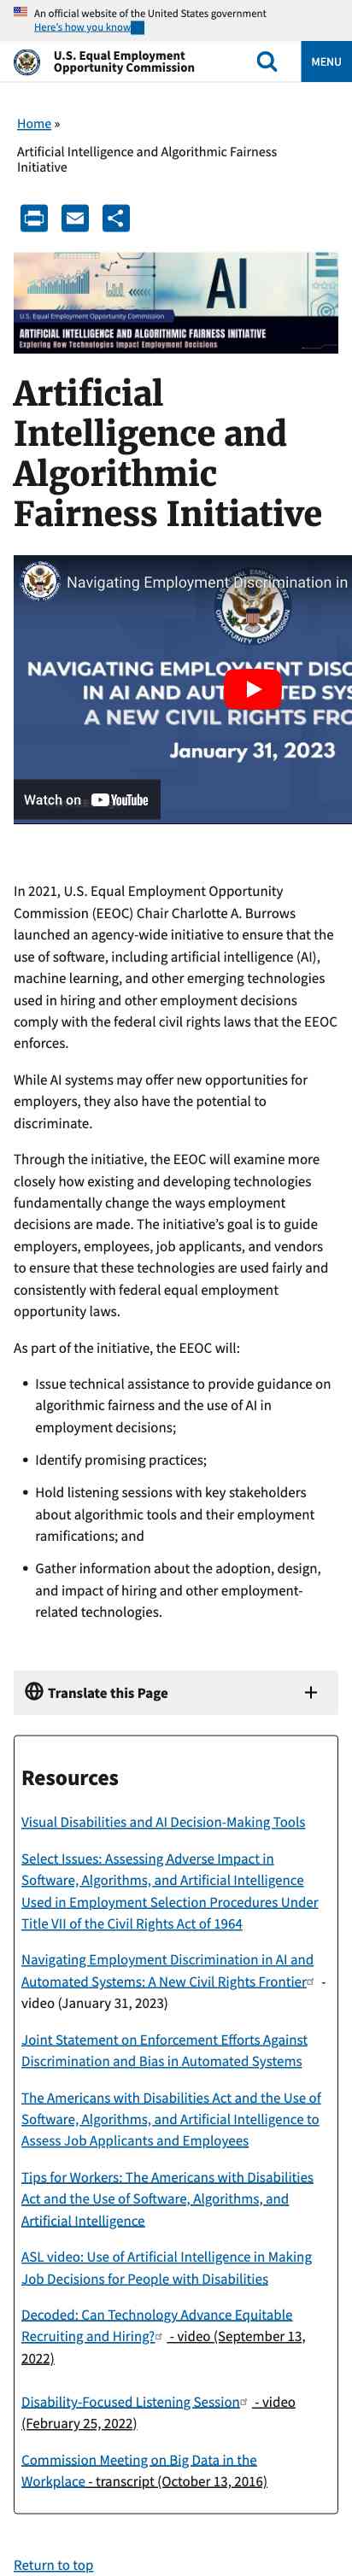 An official website of the United States government
Here's how you know
U.S. Equal Employment
Opportunity Commission
MENU
Home »
Artificial Intelligence and Algorithmic Fairness
Initiative
AI
U.S. Equal Employment Opportunity Commission
ARTIFICIAL INTELLIGENCE AND ALGORITHMIC FAIRNESS INITIATIVE
Exploring How Technologies Impact Employment Decisions
Artificial
Intelligence and
Algorithmic
Fairness Initiative
Navigating Employment Discrimination in
NAVIGATING EMPLOYMENT DISC
IN AI AND AUT TED SYS
A NEW CIVIL RIGHTS FRO
January 31, 2023
Watch on YouTube
In 2021, U.S. Equal Employment Opportunity
Commission (EEOC) Chair Charlotte A. Burrows
launched an agency-wide initiative to ensure that the
use of software, including artificial intelligence (AI),
machine learning, and other emerging technologies
used in hiring and other employment decisions
comply with the federal civil rights laws that the EEOC
enforces.
While AI systems may offer new opportunities for
employers, they also have the potential to
discriminate.
Through the initiative, the EEOC will examine more
closely how existing and developing technologies
fundamentally change the ways employment
decisions are made. The initiative's goal is to guide
employers, employees, job applicants, and vendors
to ensure that these technologies are used fairly and
consistently with federal equal employment
opportunity laws.
As part of the initiative, the EEOC will:
• Issue technical assistance to provide guidance on
algorithmic fairness and the use of AI in
employment decisions;
• Identify promising practices;
• Hold listening sessions with key stakeholders
about algorithmic tools and their employment
ramifications; and
• Gather information about the adoption, design,
and impact of hiring and other employment-
related technologies.
Translate this Page
Resources
Visual Disabilities and AI Decision-Making Tools
Select Issues: Assessing Adverse Impact in
Software, Algorithms, and Artificial Intelligence
Used in Employment Selection Procedures Under
Title VII of the Civil Rights Act of 1964
Navigating Employment Discrimination in AI and
Automated Systems: A New Civil Rights Frontier -
video (January 31, 2023)
Joint Statement on Enforcement Efforts Against
Discrimination and Bias in Automated Systems
The Americans with Disabilities Act and the Use of
Software, Algorithms, and Artificial Intelligence to
Assess Job Applicants and Employees
Tips for Workers: The Americans with Disabilities
Act and the Use of Software, Algorithms, and
Artificial Intelligence
ASL video: Use of Artificial Intelligence in Making
Job Decisions for People with Disabilities
Decoded: Can Technology Advance Equitable
Recruiting and Hiring? - video (September 13,
2022)
Disability-Focused Listening Session - video
(February 25, 2022)
Commission Meeting on Big Data in the
Workplace - transcript (October 13, 2016)
Return to top